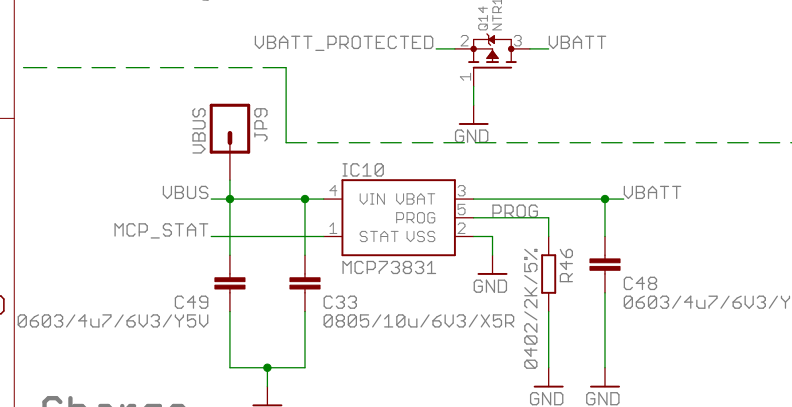 Q14
NTR1
VBATT_PROTECTED 2 3 VBATT
1
GND
VBUS
JP9
IC10
VBUS 4 VIN VBAT 3 VBATT
PROG 5 PROG
MCP_STAT 1 STAT VSS 2
MCP73831
GND
0402/2K/5%
R46
C49
0603/4u7/6V3/Y5V
C33
0805/10u/6V3/X5R
C48
0603/4u7/6V3/Y
GND
GND